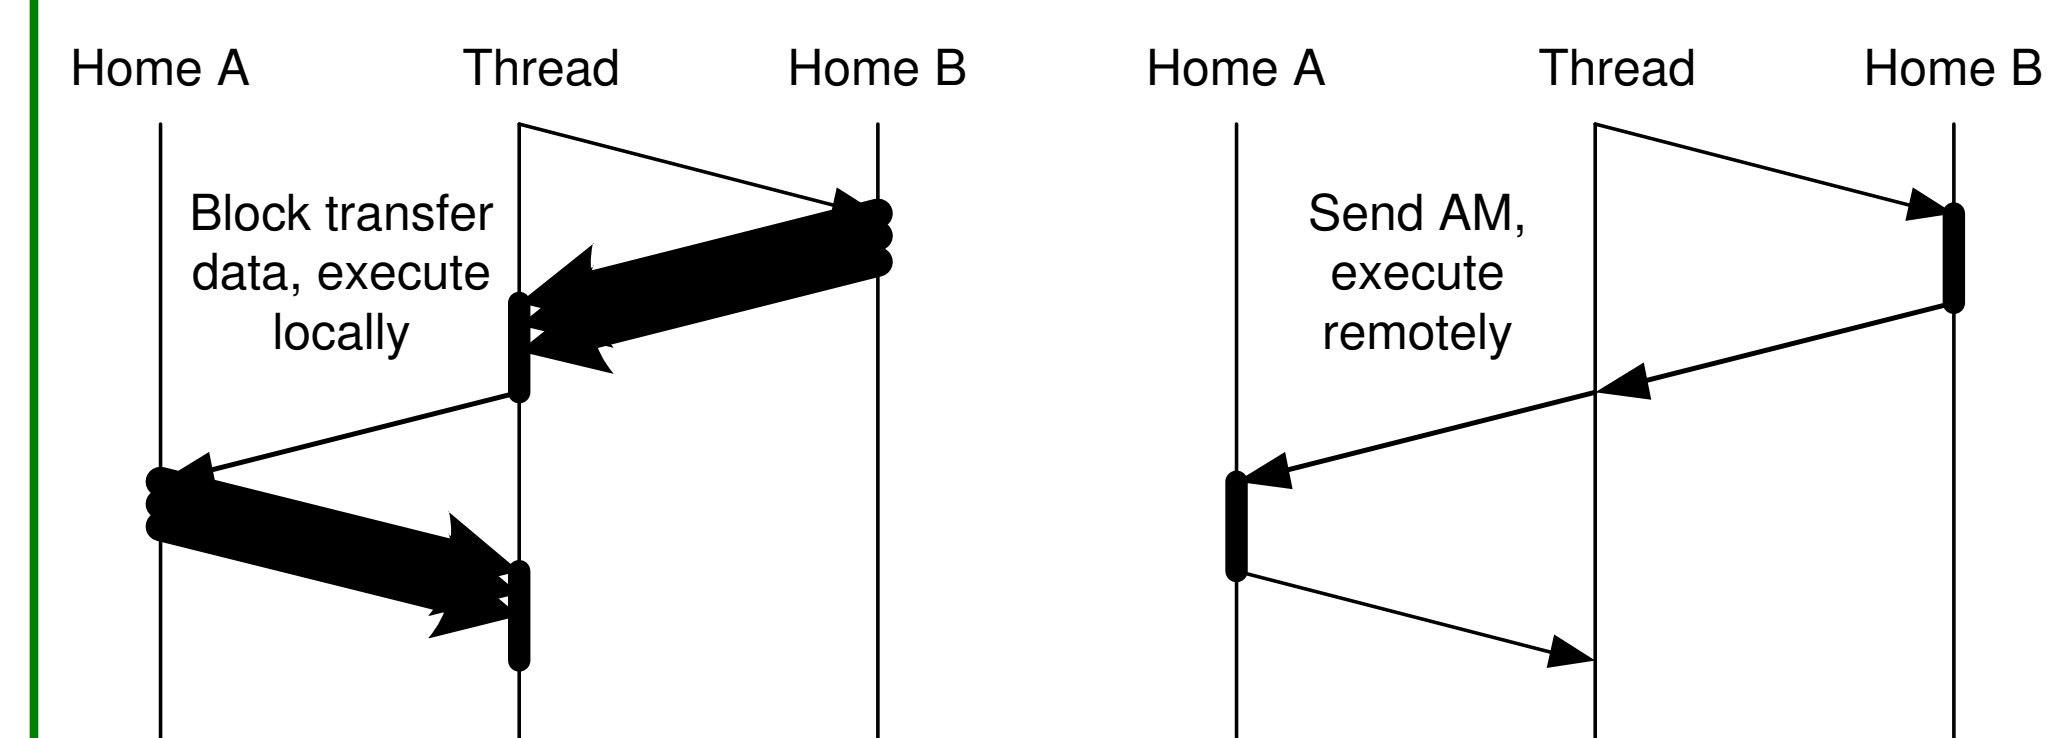 Home A
Thread
Home B
Block transfer
data, execute
locally
Home A
Thread
Home B
Send AM,
execute
remotely